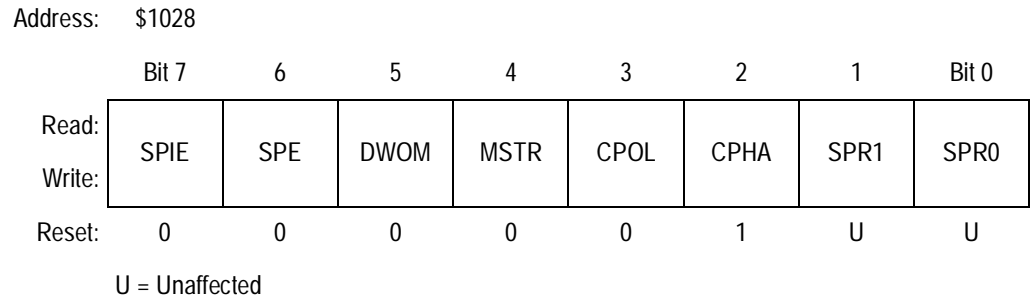 Address: $1028
Bit 7 6 5 4 3 2 1 Bit 0
Read:
SPIE SPE DWOM MSTR CPOL CPHA SPR1 SPR0
Write:
Reset: 0 0 0 0 0 1 U U
U = Unaffected